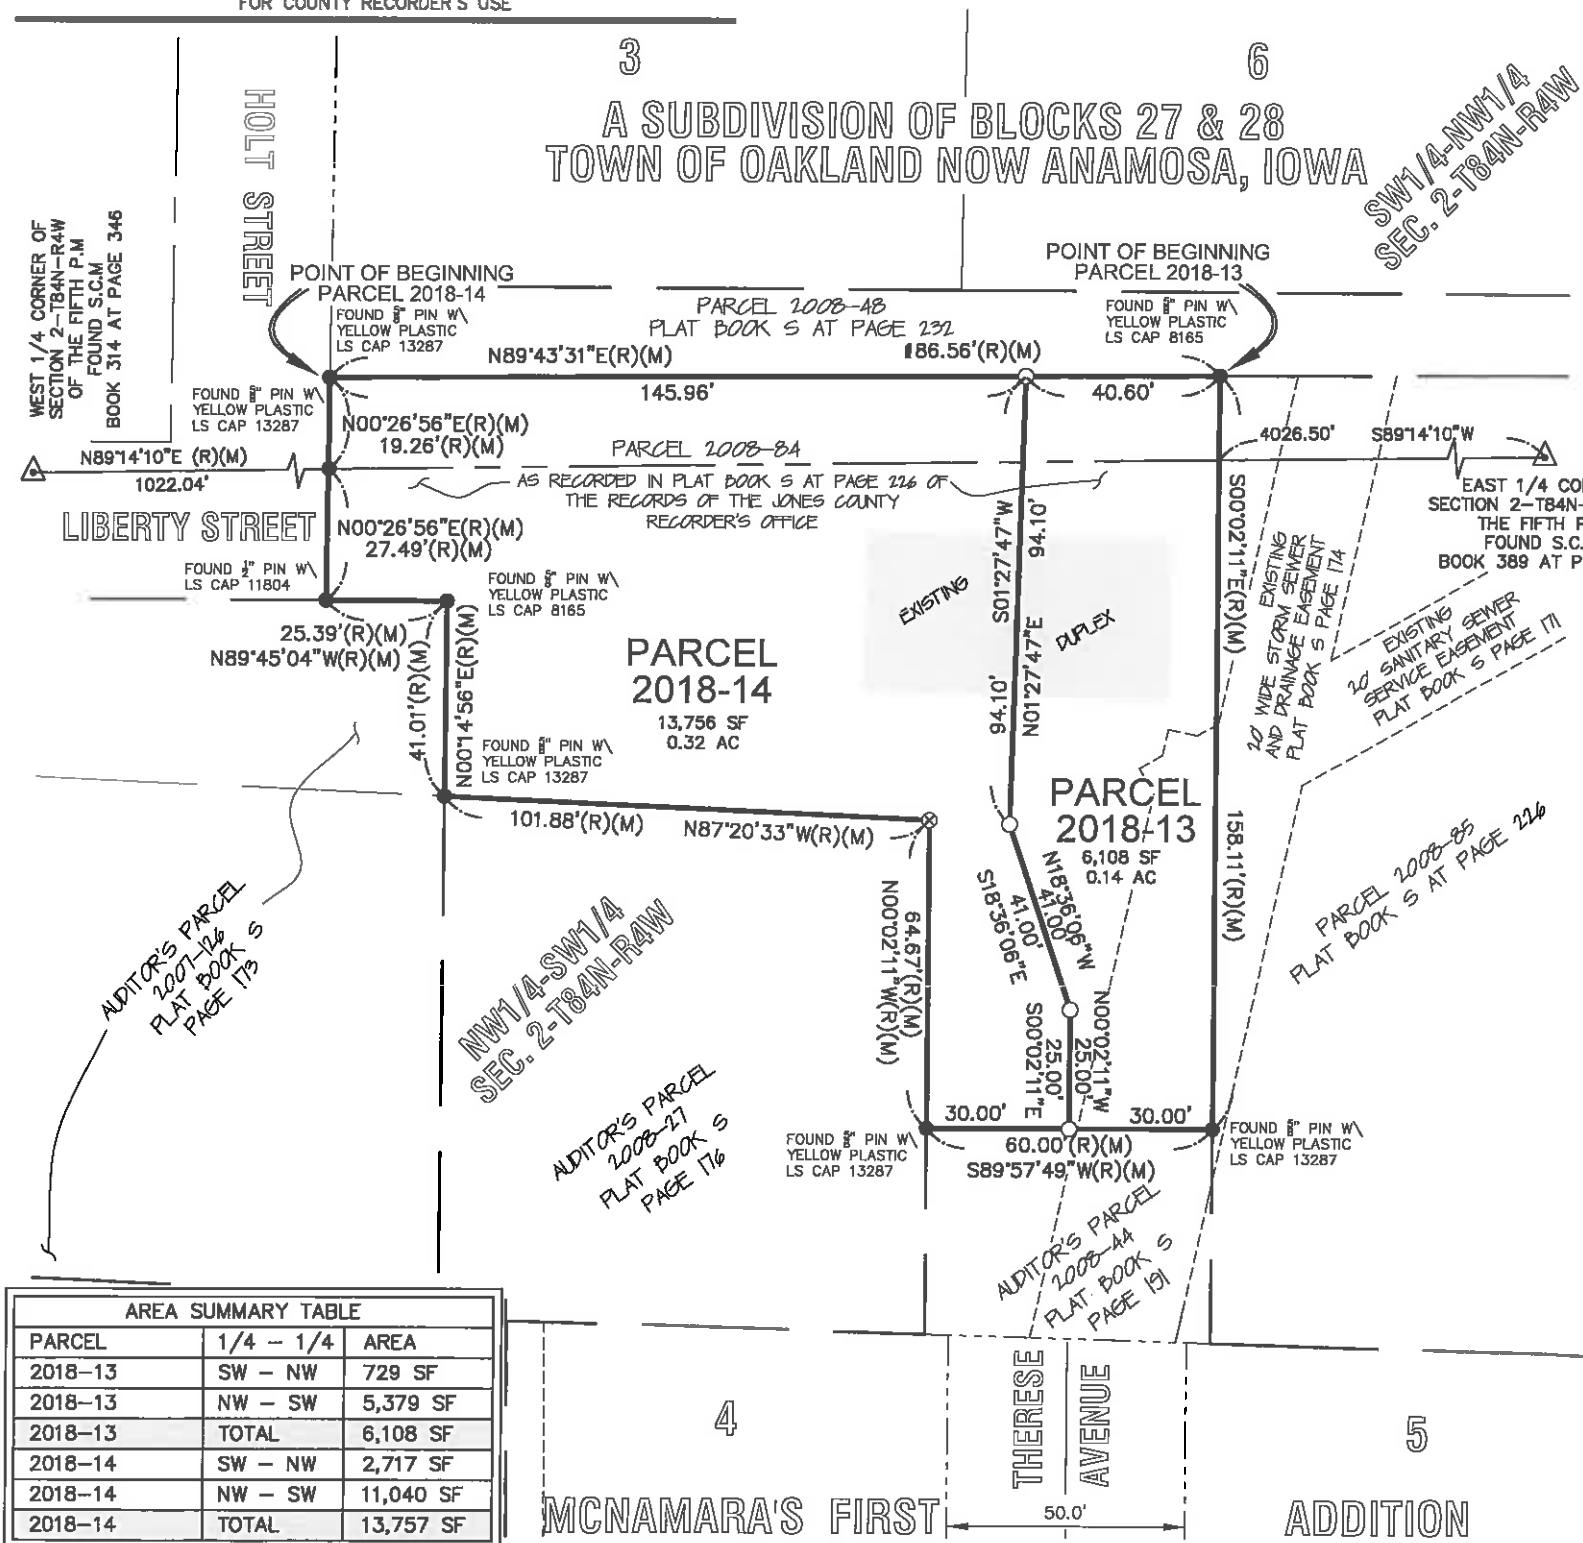 FOR COUNTY RECORDER'S USE
3
6
A SUBDIVISION OF BLOCKS 27 & 28
TOWN OF OAKLAND NOW ANAMOSA, IOWA
SW1/4-NW1/4
SEC. 2-T84N-R4W
HOLT STREET
WEST 1/4 CORNER OF
SECTION 2-T84N-R4W
OF THE FIFTH P.M
FOUND S.C.M
BOOK 314 AT PAGE 346
POINT OF BEGINNING
PARCEL 2018-14
POINT OF BEGINNING
PARCEL 2018-13
FOUND PIN W\
YELLOW PLASTIC
LS CAP 13287
PARCEL 2008-48
PLAT BOOK S AT PAGE 232
FOUND PIN W\
YELLOW PLASTIC
LS CAP 8165
N89°43'31"E(R)(M)
186.56'(R)(M)
145.96'
40.60'
FOUND PIN W\
YELLOW PLASTIC
LS CAP 13287
N00°26'56"E(R)(M)
19.26'(R)(M)
N89°14'10"E (R)(M)
1022.04'
PARCEL 2008-84
AS RECORDED IN PLAT BOOK S AT PAGE 226 OF
THE RECORDS OF THE JONES COUNTY
RECORDER'S OFFICE
4026.50'
S89°14'10"W
EAST 1/4 CO
SECTION 2-T84N-
THE FIFTH P
FOUND S.C.
BOOK 389 AT P
LIBERTY STREET
N00°26'56"E(R)(M)
27.49'(R)(M)
FOUND PIN W\
LS CAP 11804
FOUND PIN W\
YELLOW PLASTIC
LS CAP 8165
25.39'(R)(M)
N89°45'04"W(R)(M)
41.01'(R)(M)
N00°14'56"E(R)(M)
EXISTING
DUPLEX
S01°27'47"W
94.10'
94.10'
N01°27'47"E
S00°02'11"E(R)(M)
158.11'(R)(M)
EXISTING
20' WIDE STORM SEWER
AND DRAINAGE EASEMENT
PLAT BOOK S PAGE 174
EXISTING
20' SANITARY SEWER
SERVICE EASEMENT
PLAT BOOK S PAGE 171
PARCEL
2018-14
13,756 SF
0.32 AC
FOUND PIN W\
YELLOW PLASTIC
LS CAP 13287
101.88'(R)(M)
N87°20'33"W(R)(M)
PARCEL
2018-13
6,108 SF
0.14 AC
N18°36'06"W
41.00'
41.00'
S18°36'06"E
PARCEL 2008-85
PLAT BOOK S AT PAGE 226
AUDITOR'S PARCEL
2007-126
PLAT BOOK S
PAGE 173
NW1/4-SW1/4
SEC. 2-T84N-R4W
64.67'(R)(M)
N00°02'11"W(R)(M)
N00°02'11"W
25.00'
25.00'
S00°02'11"E
30.00'
30.00'
60.00'(R)(M)
S89°57'49"W(R)(M)
FOUND PIN W\
YELLOW PLASTIC
LS CAP 13287
FOUND PIN W\
YELLOW PLASTIC
LS CAP 13287
AUDITOR'S PARCEL
2008-27
PLAT BOOK S
PAGE 176
AUDITOR'S PARCEL
2008-44
PLAT BOOK S
PAGE 191
AREA SUMMARY TABLE
PARCEL 1/4 - 1/4 AREA
2018-13 SW - NW 729 SF
2018-13 NW - SW 5,379 SF
2018-13 TOTAL 6,108 SF
2018-14 SW - NW 2,717 SF
2018-14 NW - SW 11,040 SF
2018-14 TOTAL 13,757 SF
4
THERESE
AVENUE
5
MCNAMARA'S FIRST
50.0'
ADDITION